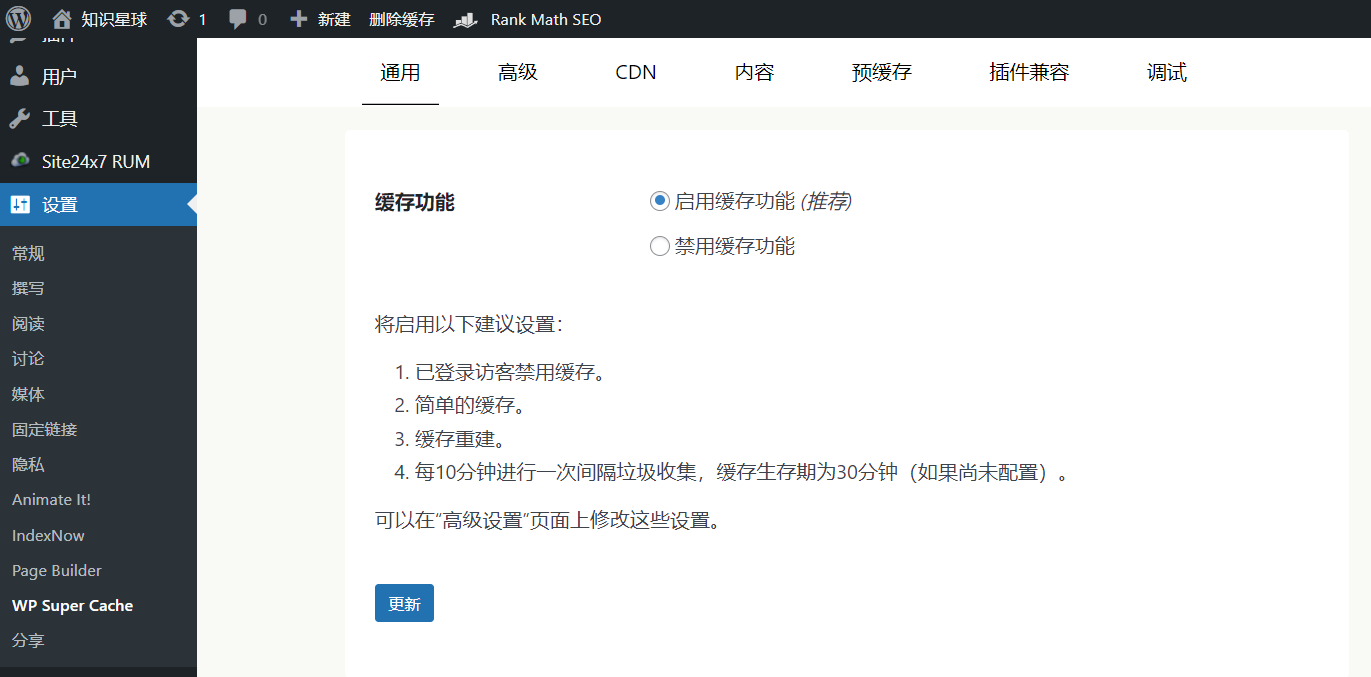 知识星球 1 0 新建 删除缓存 Rank Math SEO
插件
用户
工具
Site24x7 RUM
设置
常规
撰写
阅读
讨论
媒体
固定链接
隐私
Animate It!
IndexNow
Page Builder
WP Super Cache
分享
通用 高级 CDN 内容 预缓存 插件兼容 调试
缓存功能
启用缓存功能 (推荐)
禁用缓存功能
将启用以下建议设置：
1. 已登录访客禁用缓存。
2. 简单的缓存。
3. 缓存重建。
4. 每10分钟进行一次间隔垃圾收集，缓存生存期为30分钟（如果尚未配置）。
可以在“高级设置”页面上修改这些设置。
更新